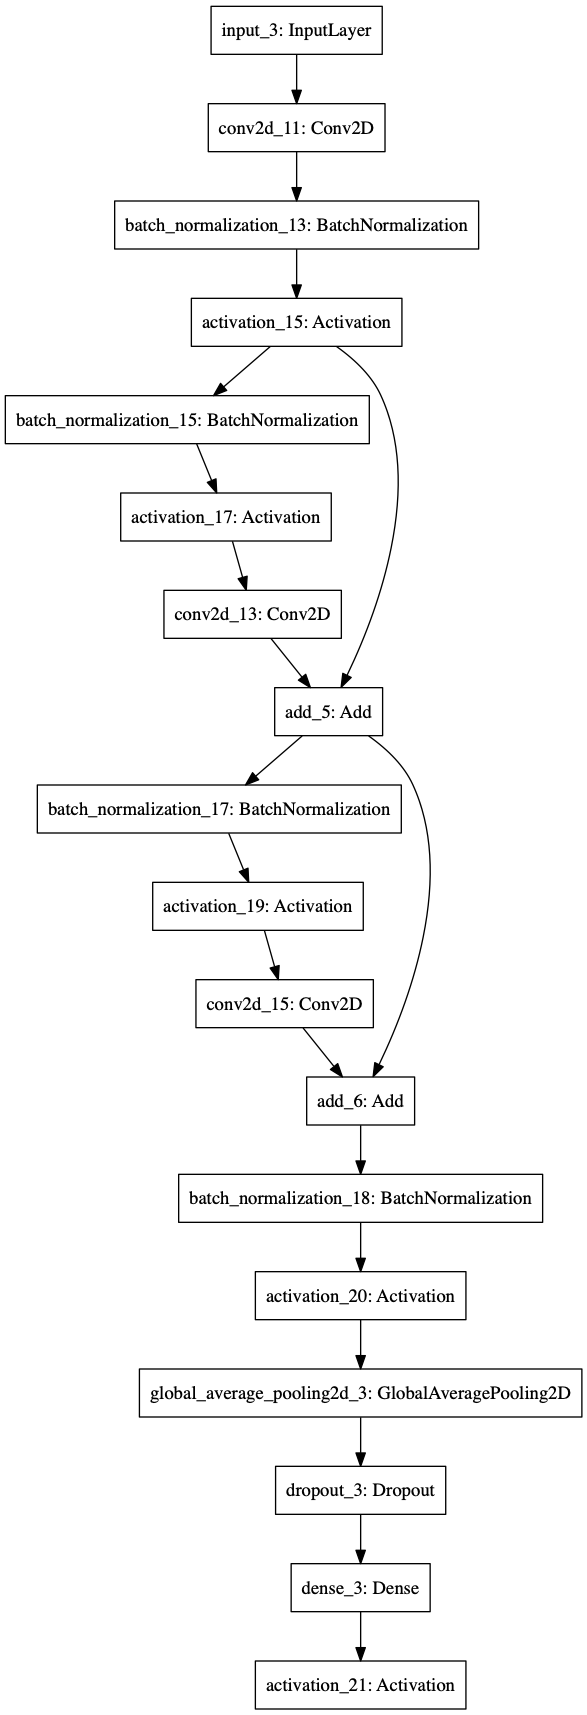 input_3: InputLayer
conv2d_11: Conv2D
batch_normalization_13: BatchNormalization
activation_15: Activation
batch_normalization_15: BatchNormalization
activation_17: Activation
conv2d_13: Conv2D
add_5: Add
batch_normalization_17: BatchNormalization
activation_19: Activation
conv2d_15: Conv2D
add_6: Add
batch_normalization_18: BatchNormalization
activation_20: Activation
global_average_pooling2d_3: GlobalAveragePooling2D
dropout_3: Dropout
dense_3: Dense
activation_21: Activation